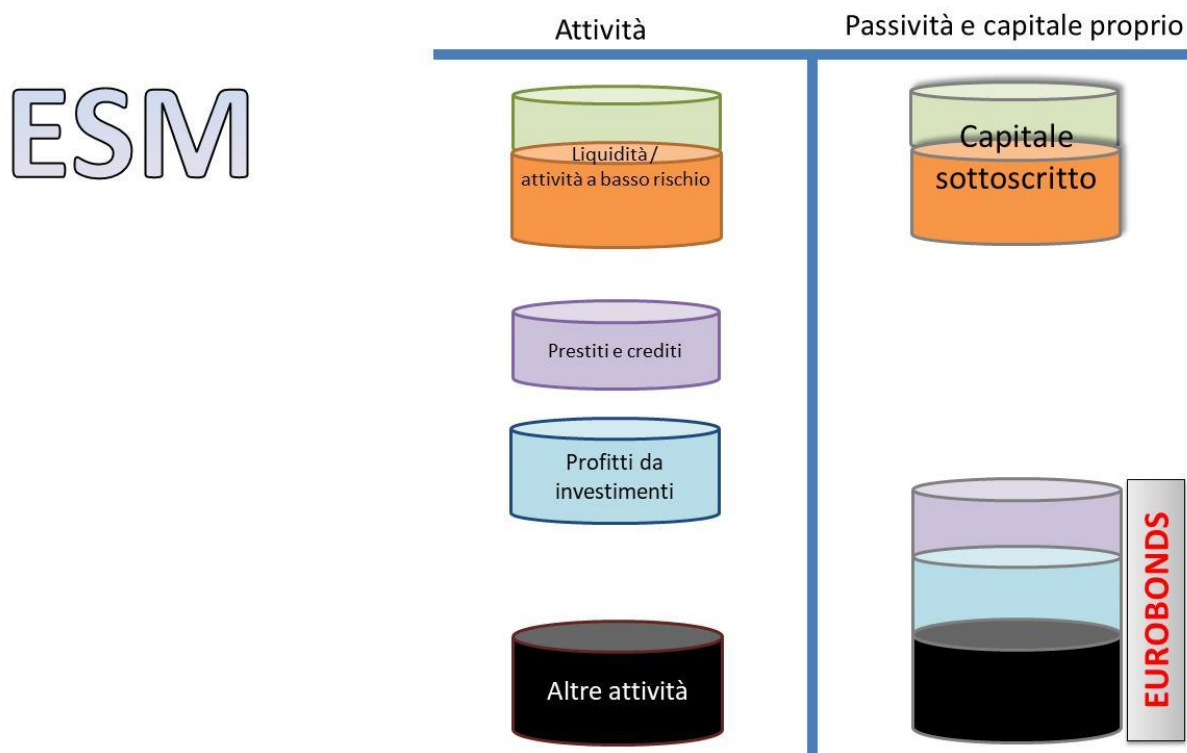 Attività
Passività e capitale proprio
ESM
Liquidità/
attività a basso rischio
Capitale
sottoscritto
Prestiti e crediti
Profitti da
investimenti
EUROBONDS
Altre attività